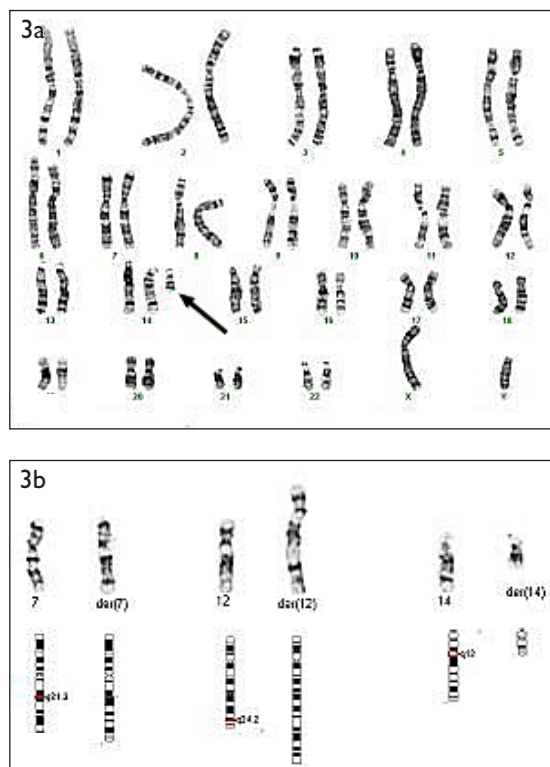 3a
1 2 3 4 5
6 7 8 9 10 11 12
13 14 15 16 17 18
20 21 22 X Y
3b
7 der(7) 12 der(12) 14 der(14)
q21.3 q24.2 q12